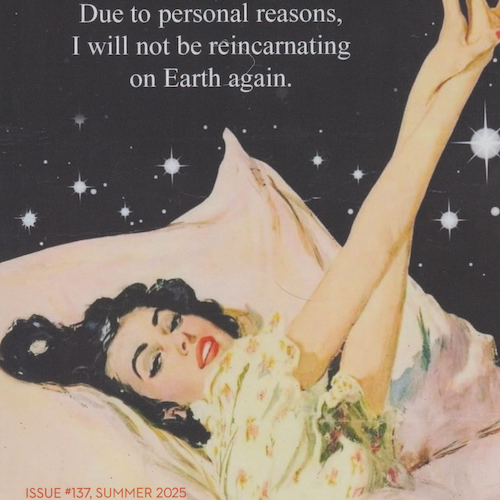 Due to personal reasons,
I will not be reincarnating
on Earth again.
ISSUE #137, SUMMER 2025